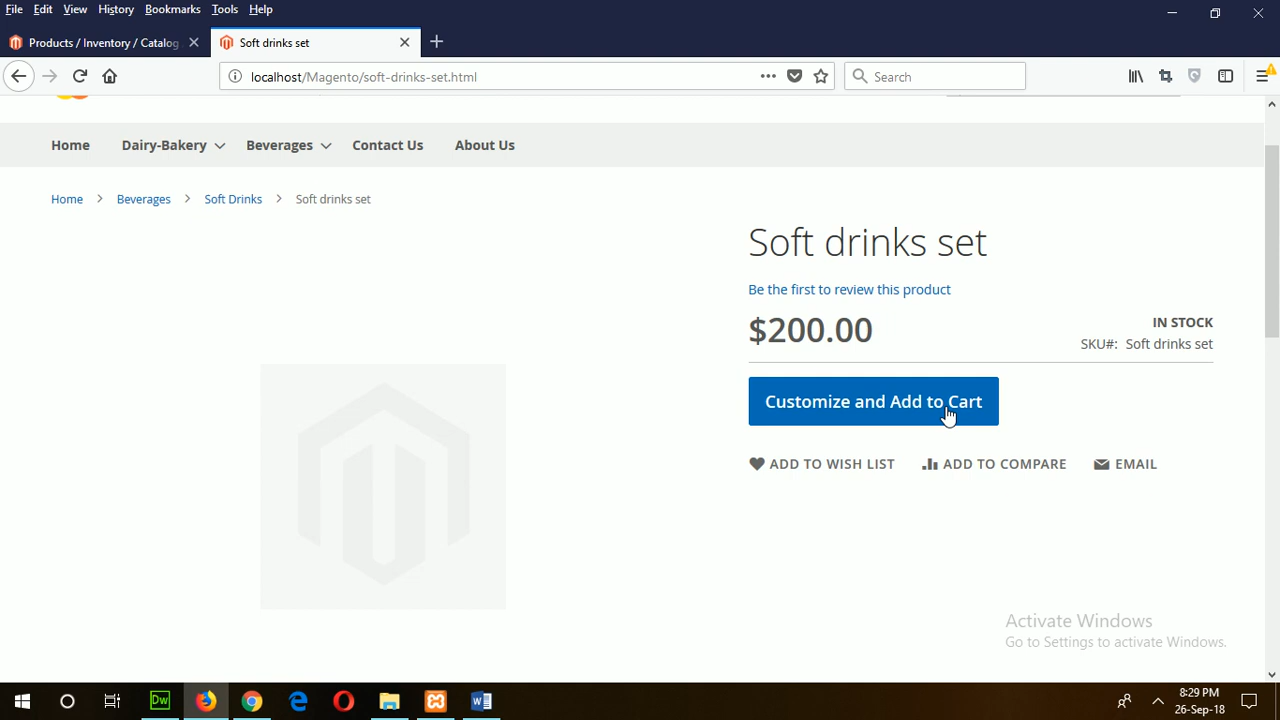 File Edit View History Bookmarks Tools Help
Products / Inventory / Catalog
Soft drinks set
localhost/Magento/soft-drinks-set.html
Search
Home Dairy-Bakery Beverages Contact Us About Us
Home > Beverages > Soft Drinks > Soft drinks set
Soft drinks set
Be the first to review this product
$200.00
IN STOCK
SKU#: Soft drinks set
Customize and Add to Cart
ADD TO WISH LIST ADD TO COMPARE EMAIL
Activate Windows
Go to Settings to activate Windows.
Dw
8:29 PM
26-Sep-18